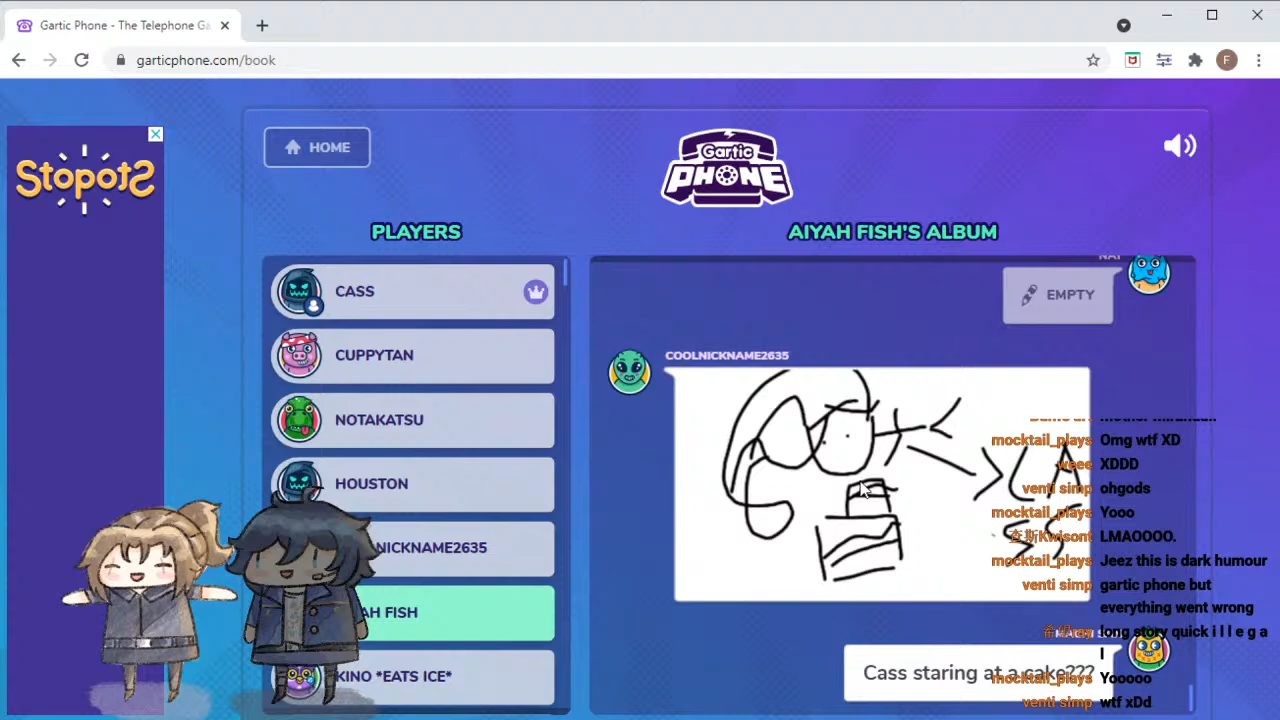 Gartic Phone - The Telephone Ga
garticphone.com/book
F
StopotS
HOME
Gartic
PHONE
PLAYERS
AIYAH FISH'S ALBUM
CASS
CUPPYTAN
NOTAKATSU
HOUSTON
NICKNAME2635
AH FISH
KINO *EATS ICE*
EMPTY
COOLNICKNAME2635
Cass staring at a cake???
mocktail_plays Omg wtf XD
weee XDDD
venti simp ohgods
mocktail_plays Yooo
Kwisont LMAOOOO.
mocktail_plays Jeez this is dark humour
venti simp gartic phone but
everything went wrong
long story quick i l l e g a
l
mocktail_plays Yooooo
venti simp wtf xDd